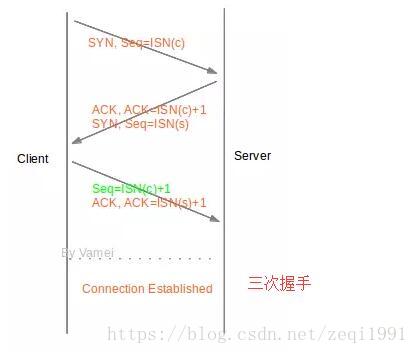 SYN, Seq=ISN(c)
ACK, ACK=ISN(c)+1
SYN, Seq=ISN(s)
Client
Server
Seq=ISN(c)+1
ACK, ACK=ISN(s)+1
By Vamei
Connection Established
三次握手
https://blog.csdn.net/zeqi1991